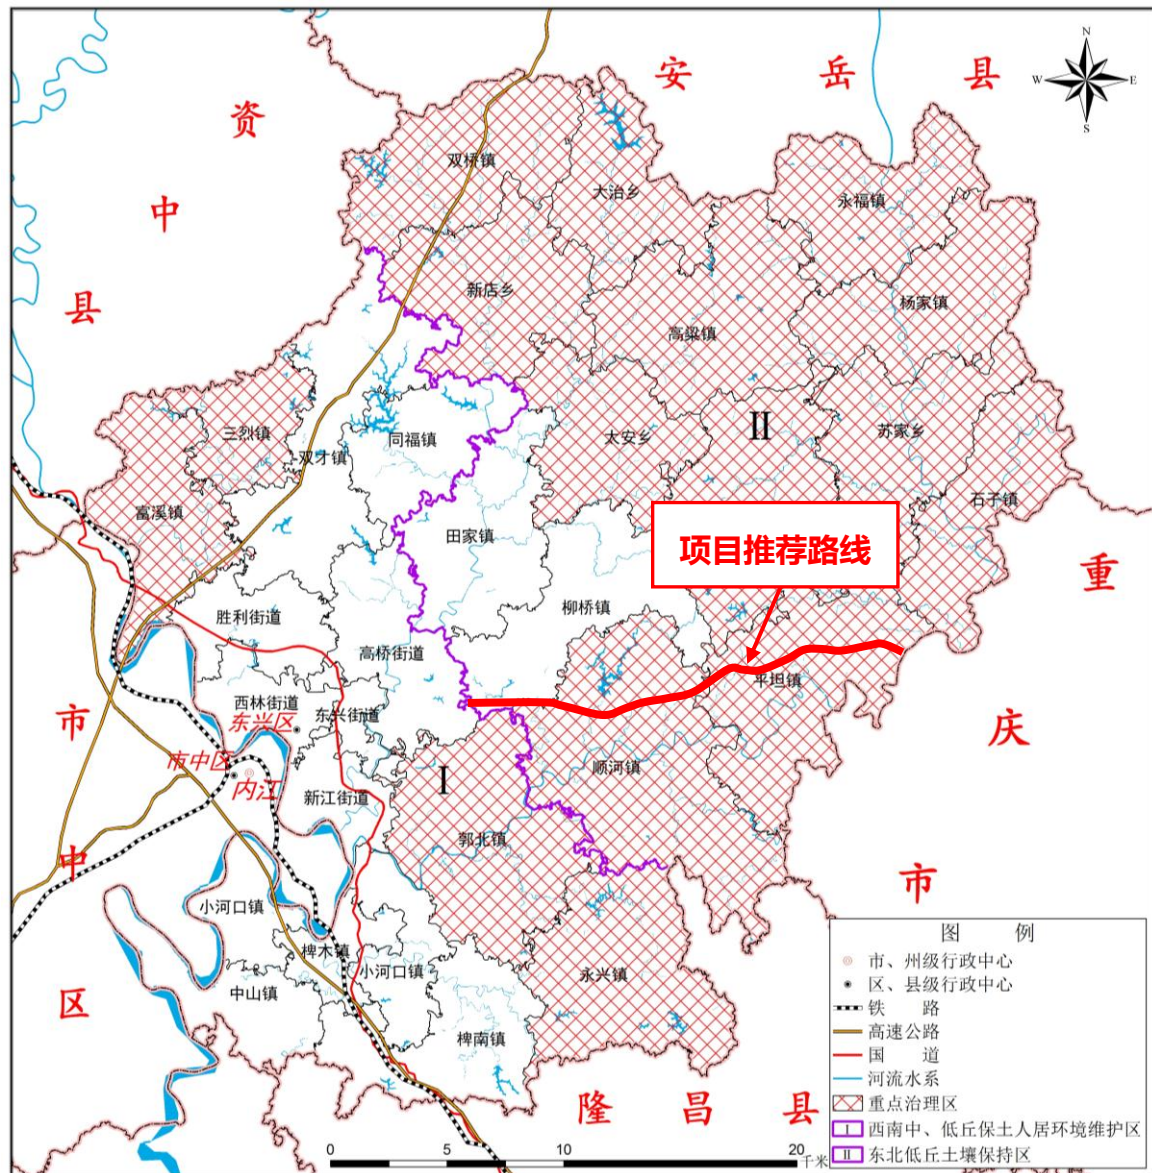 N
W
E
S
安岳县
资中县
双桥镇
大治乡
永福镇
新店乡
杨家镇
高粱镇
三烈镇
双才镇
同福镇
太安乡
II
苏家乡
石子镇
富溪镇
田家镇
项目推荐路线
重庆市
柳桥镇
胜利街道
高桥街道
平坦镇
西林街道
东兴街道
东兴区
市中区
内江
新江街道
I
顺河镇
郭北镇
市中区
小河口镇
椑木镇
小河口镇
中山镇
永兴镇
椑南镇
隆昌县
0 5 10 20 千米
图 例
市、州级行政中心
区、县级行政中心
铁 路
高速公路
国 道
河流水系
重点治理区
I 西南中、低丘保土人居环境维护区
II 东北低丘土壤保持区